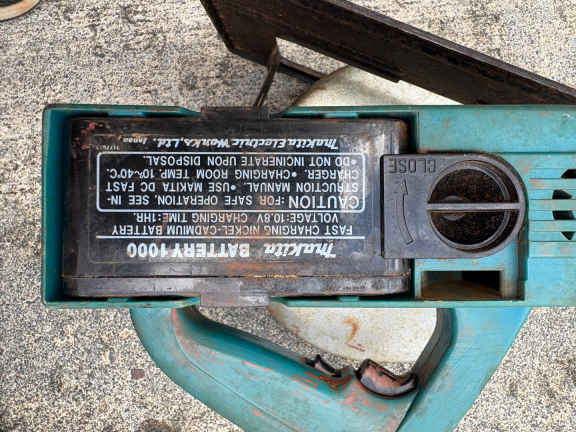 Makita BATTERY 1000
FAST CHARGING NICKEL-CADMIUM BATTERY
VOLTAGE:10.8V CHARGING TIME:1HR.
CAUTION:FOR SAFE OPERATION, SEE IN-
STRUCTION MANUAL. •USE MAKITA DC FAST
CHARGER. •CHARGING ROOM TEMP. 10~40°C.
•DO NOT INCINERATE UPON DISPOSAL.
Makita Electric Works, Ltd. Japan
CLOSE